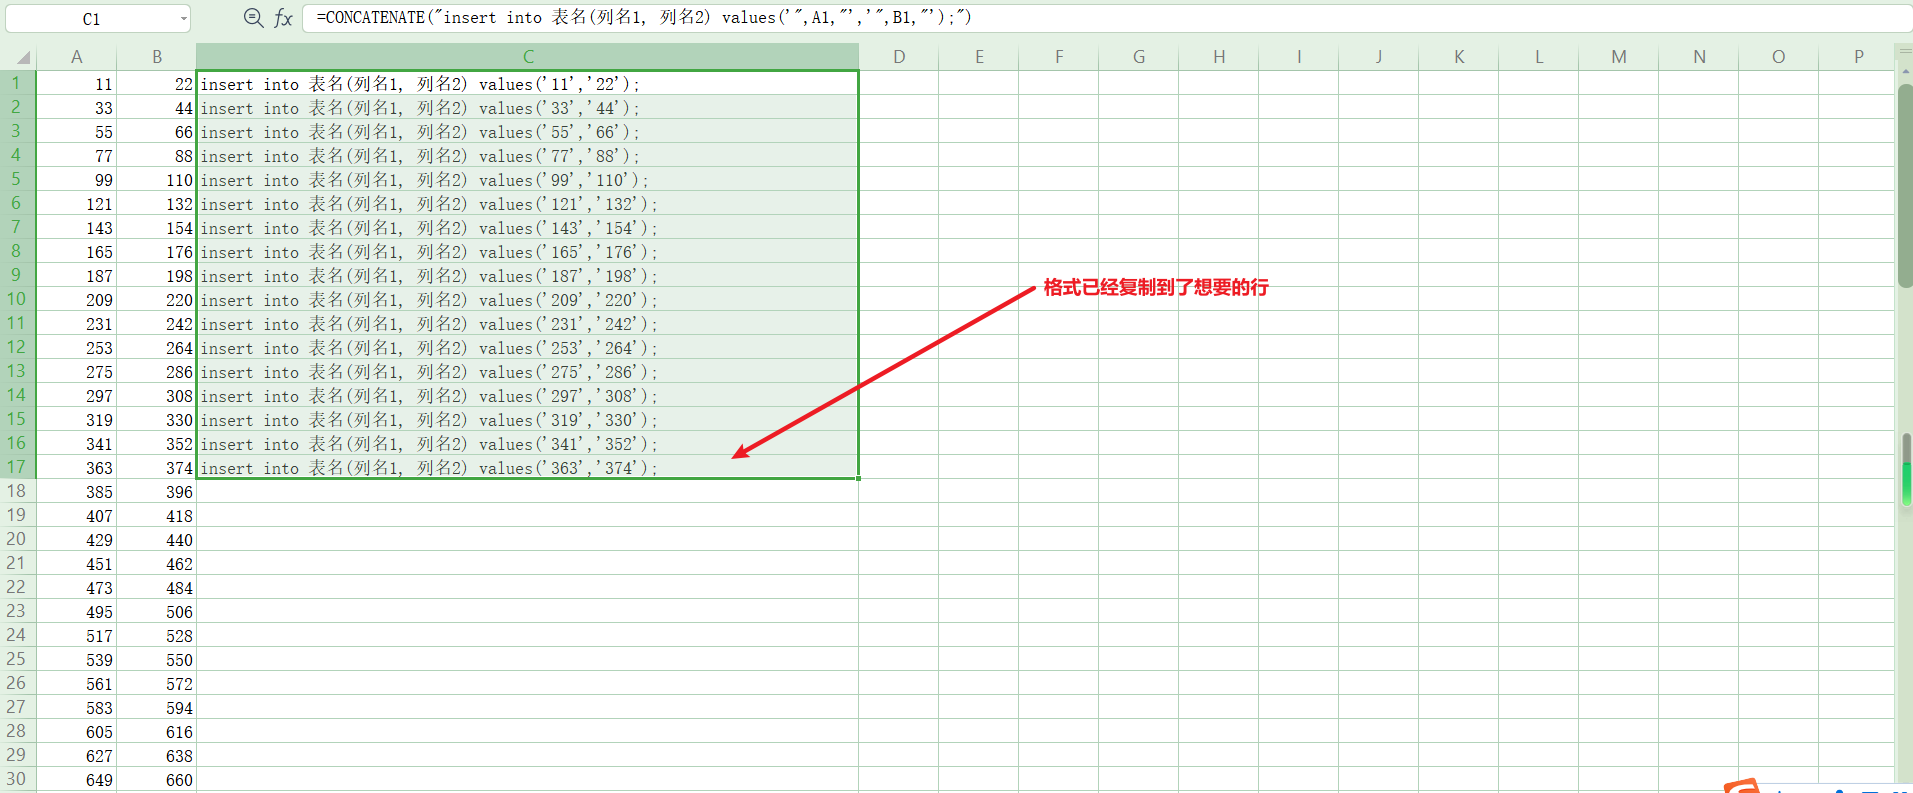 C1 fx =CONCATENATE("insert into 表名(列名1, 列名2) values('",A1,"','",B1,"');")
A B C D E F G H I J K L M N O P
1 11 22 insert into 表名(列名1, 列名2) values('11','22');
2 33 44 insert into 表名(列名1, 列名2) values('33','44');
3 55 66 insert into 表名(列名1, 列名2) values('55','66');
4 77 88 insert into 表名(列名1, 列名2) values('77','88');
5 99 110 insert into 表名(列名1, 列名2) values('99','110');
6 121 132 insert into 表名(列名1, 列名2) values('121','132');
7 143 154 insert into 表名(列名1, 列名2) values('143','154');
8 165 176 insert into 表名(列名1, 列名2) values('165','176');
9 187 198 insert into 表名(列名1, 列名2) values('187','198');
格式已经复制到了想要的行
10 209 220 insert into 表名(列名1, 列名2) values('209','220');
11 231 242 insert into 表名(列名1, 列名2) values('231','242');
12 253 264 insert into 表名(列名1, 列名2) values('253','264');
13 275 286 insert into 表名(列名1, 列名2) values('275','286');
14 297 308 insert into 表名(列名1, 列名2) values('297','308');
15 319 330 insert into 表名(列名1, 列名2) values('319','330');
16 341 352 insert into 表名(列名1, 列名2) values('341','352');
17 363 374 insert into 表名(列名1, 列名2) values('363','374');
18 385 396
19 407 418
20 429 440
21 451 462
22 473 484
23 495 506
24 517 528
25 539 550
26 561 572
27 583 594
28 605 616
29 627 638
30 649 660